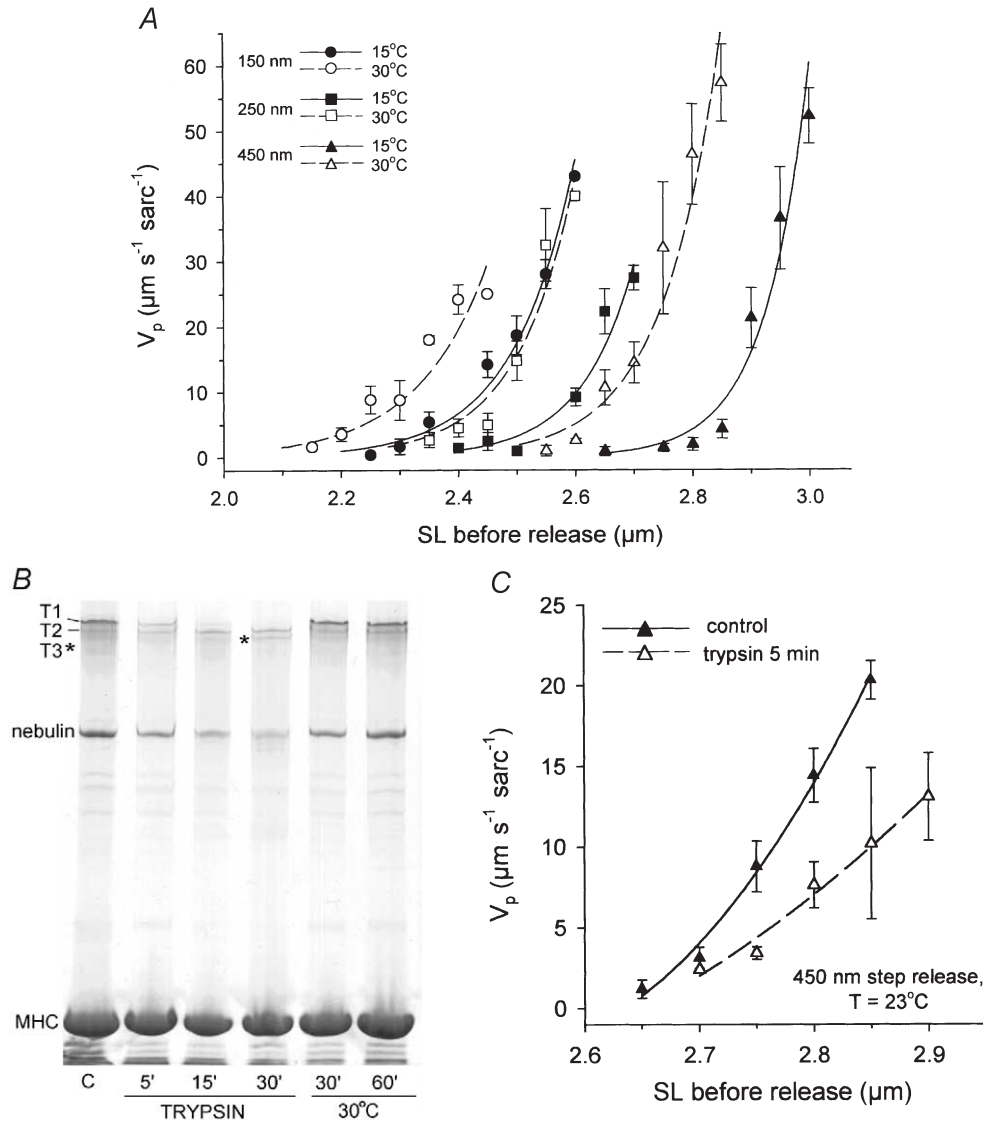 A
150 nm
15°C
30°C
250 nm
15°C
30°C
450 nm
15°C
30°C
Vp (µm s-1 sarc-1)
60
50
40
30
20
10
0
2.0 2.2 2.4 2.6 2.8 3.0
SL before release (µm)
B
T1
T2
T3*
*
nebulin
MHC
C 5' 15' 30' 30' 60'
TRYPSIN 30°C
C
control
trypsin 5 min
Vp (µm s-1 sarc-1)
25
20
15
10
5
0
450 nm step release,
T = 23°C
2.6 2.7 2.8 2.9
SL before release (µm)